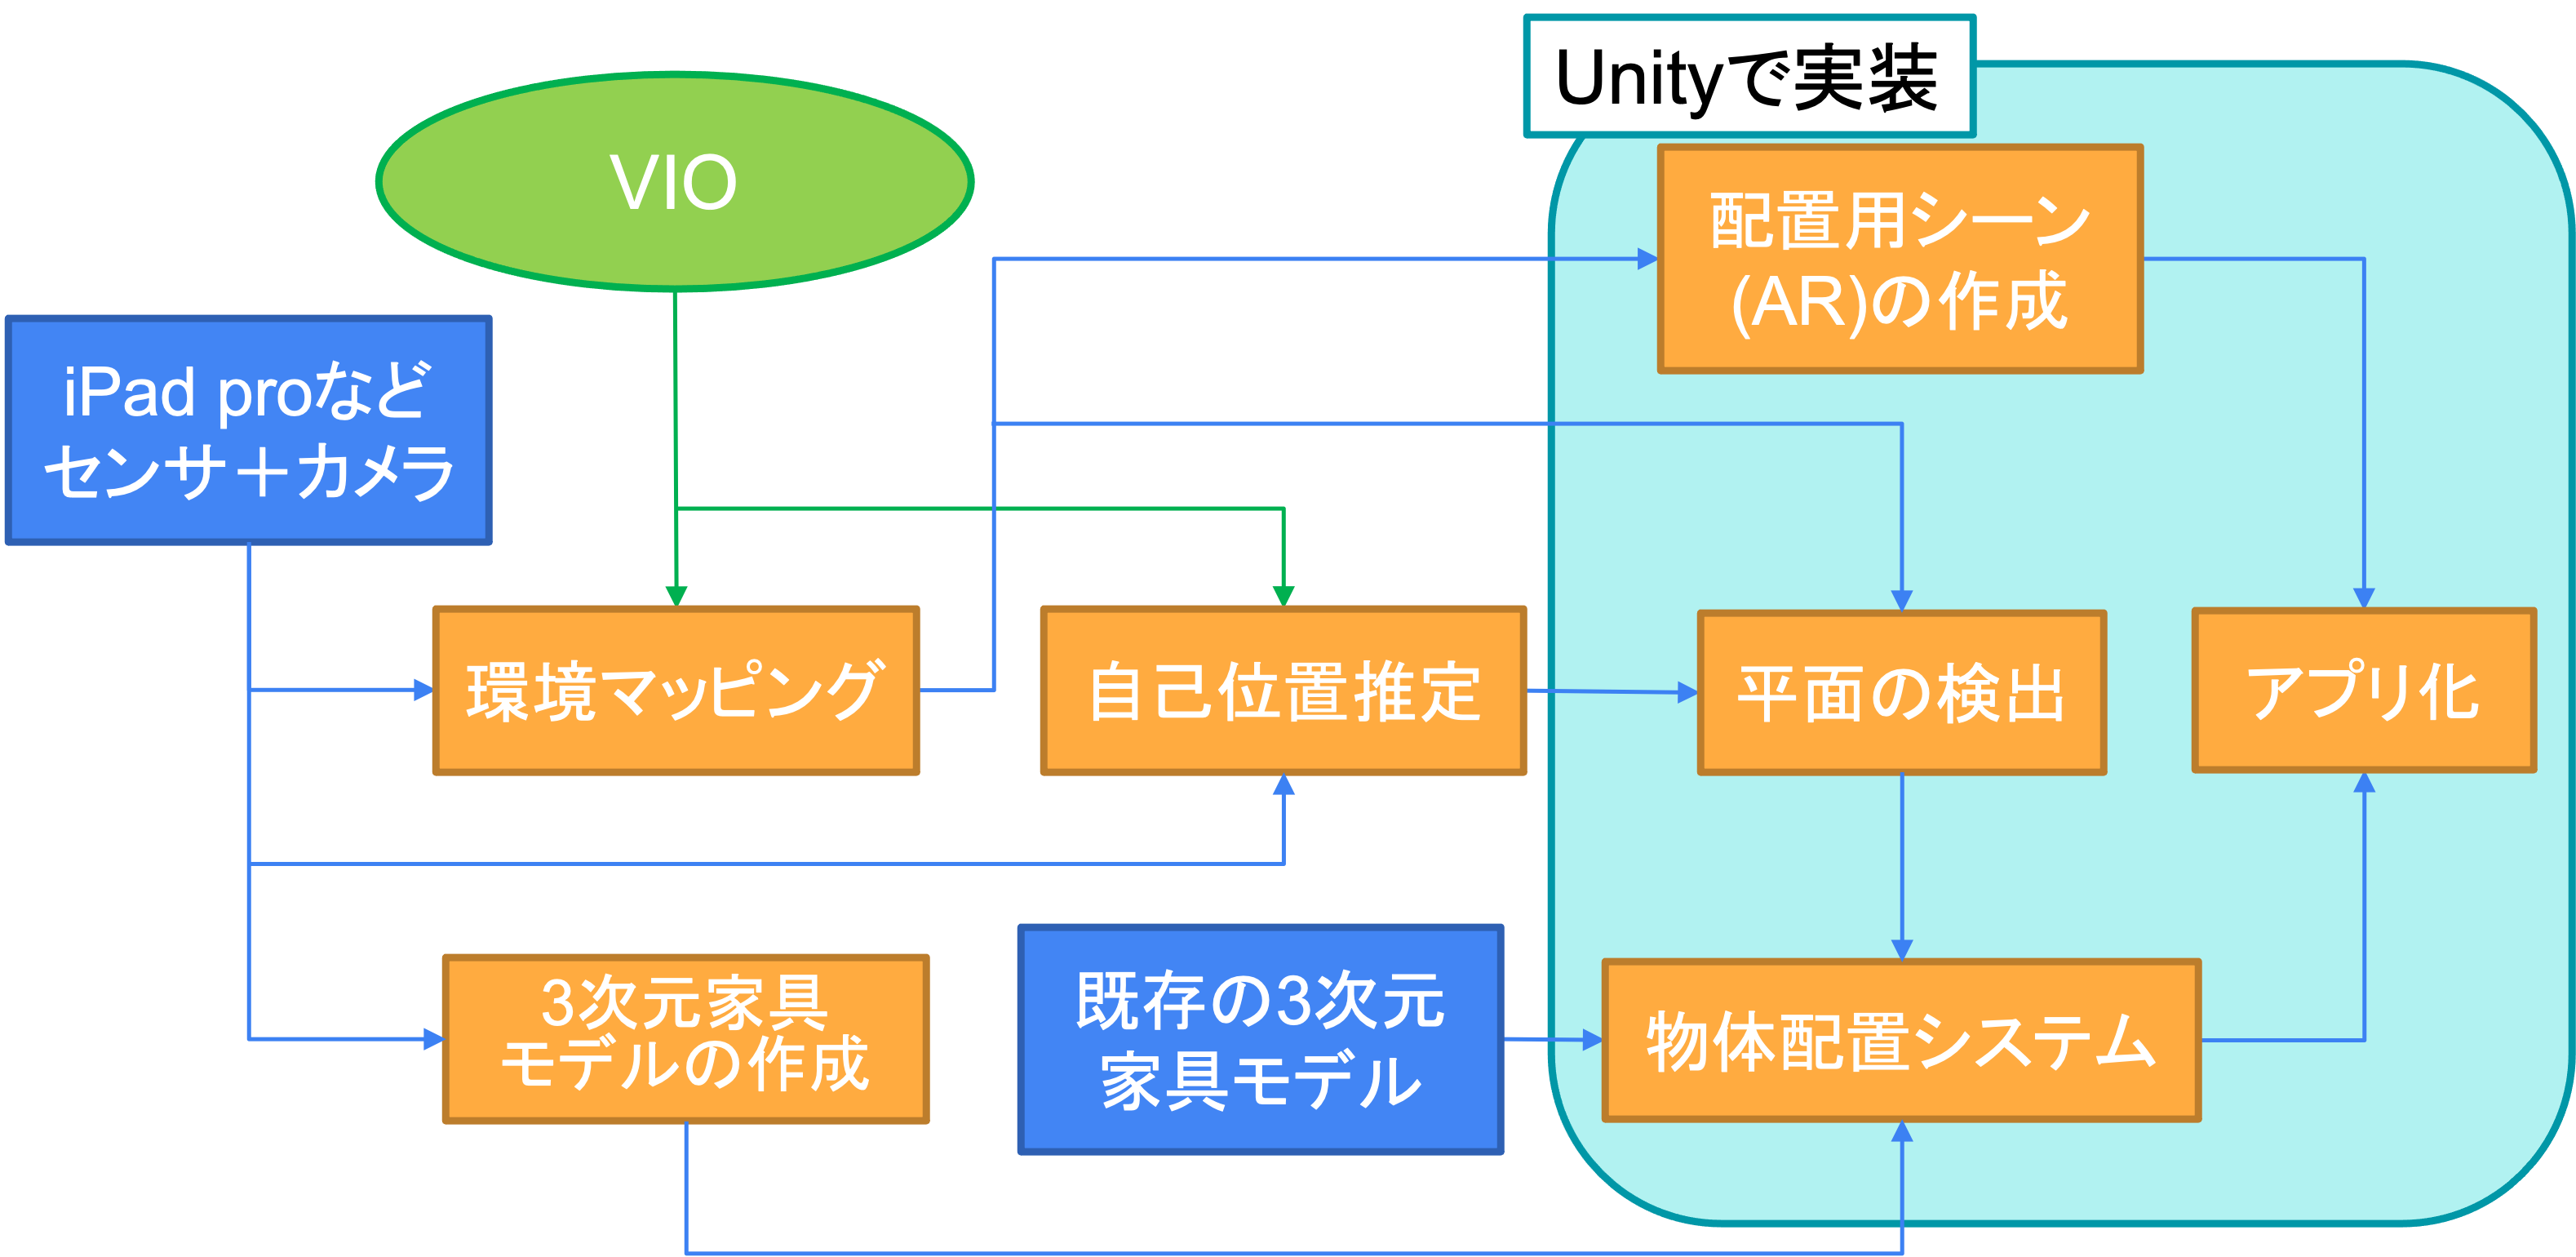 Unityで実装
VIO
配置用シーン
(AR)の作成
iPad proなど
センサ＋カメラ
環境マッピング
自己位置推定
平面の検出
アプリ化
3次元家具
モデルの作成
既存の3次元
家具モデル
物体配置システム